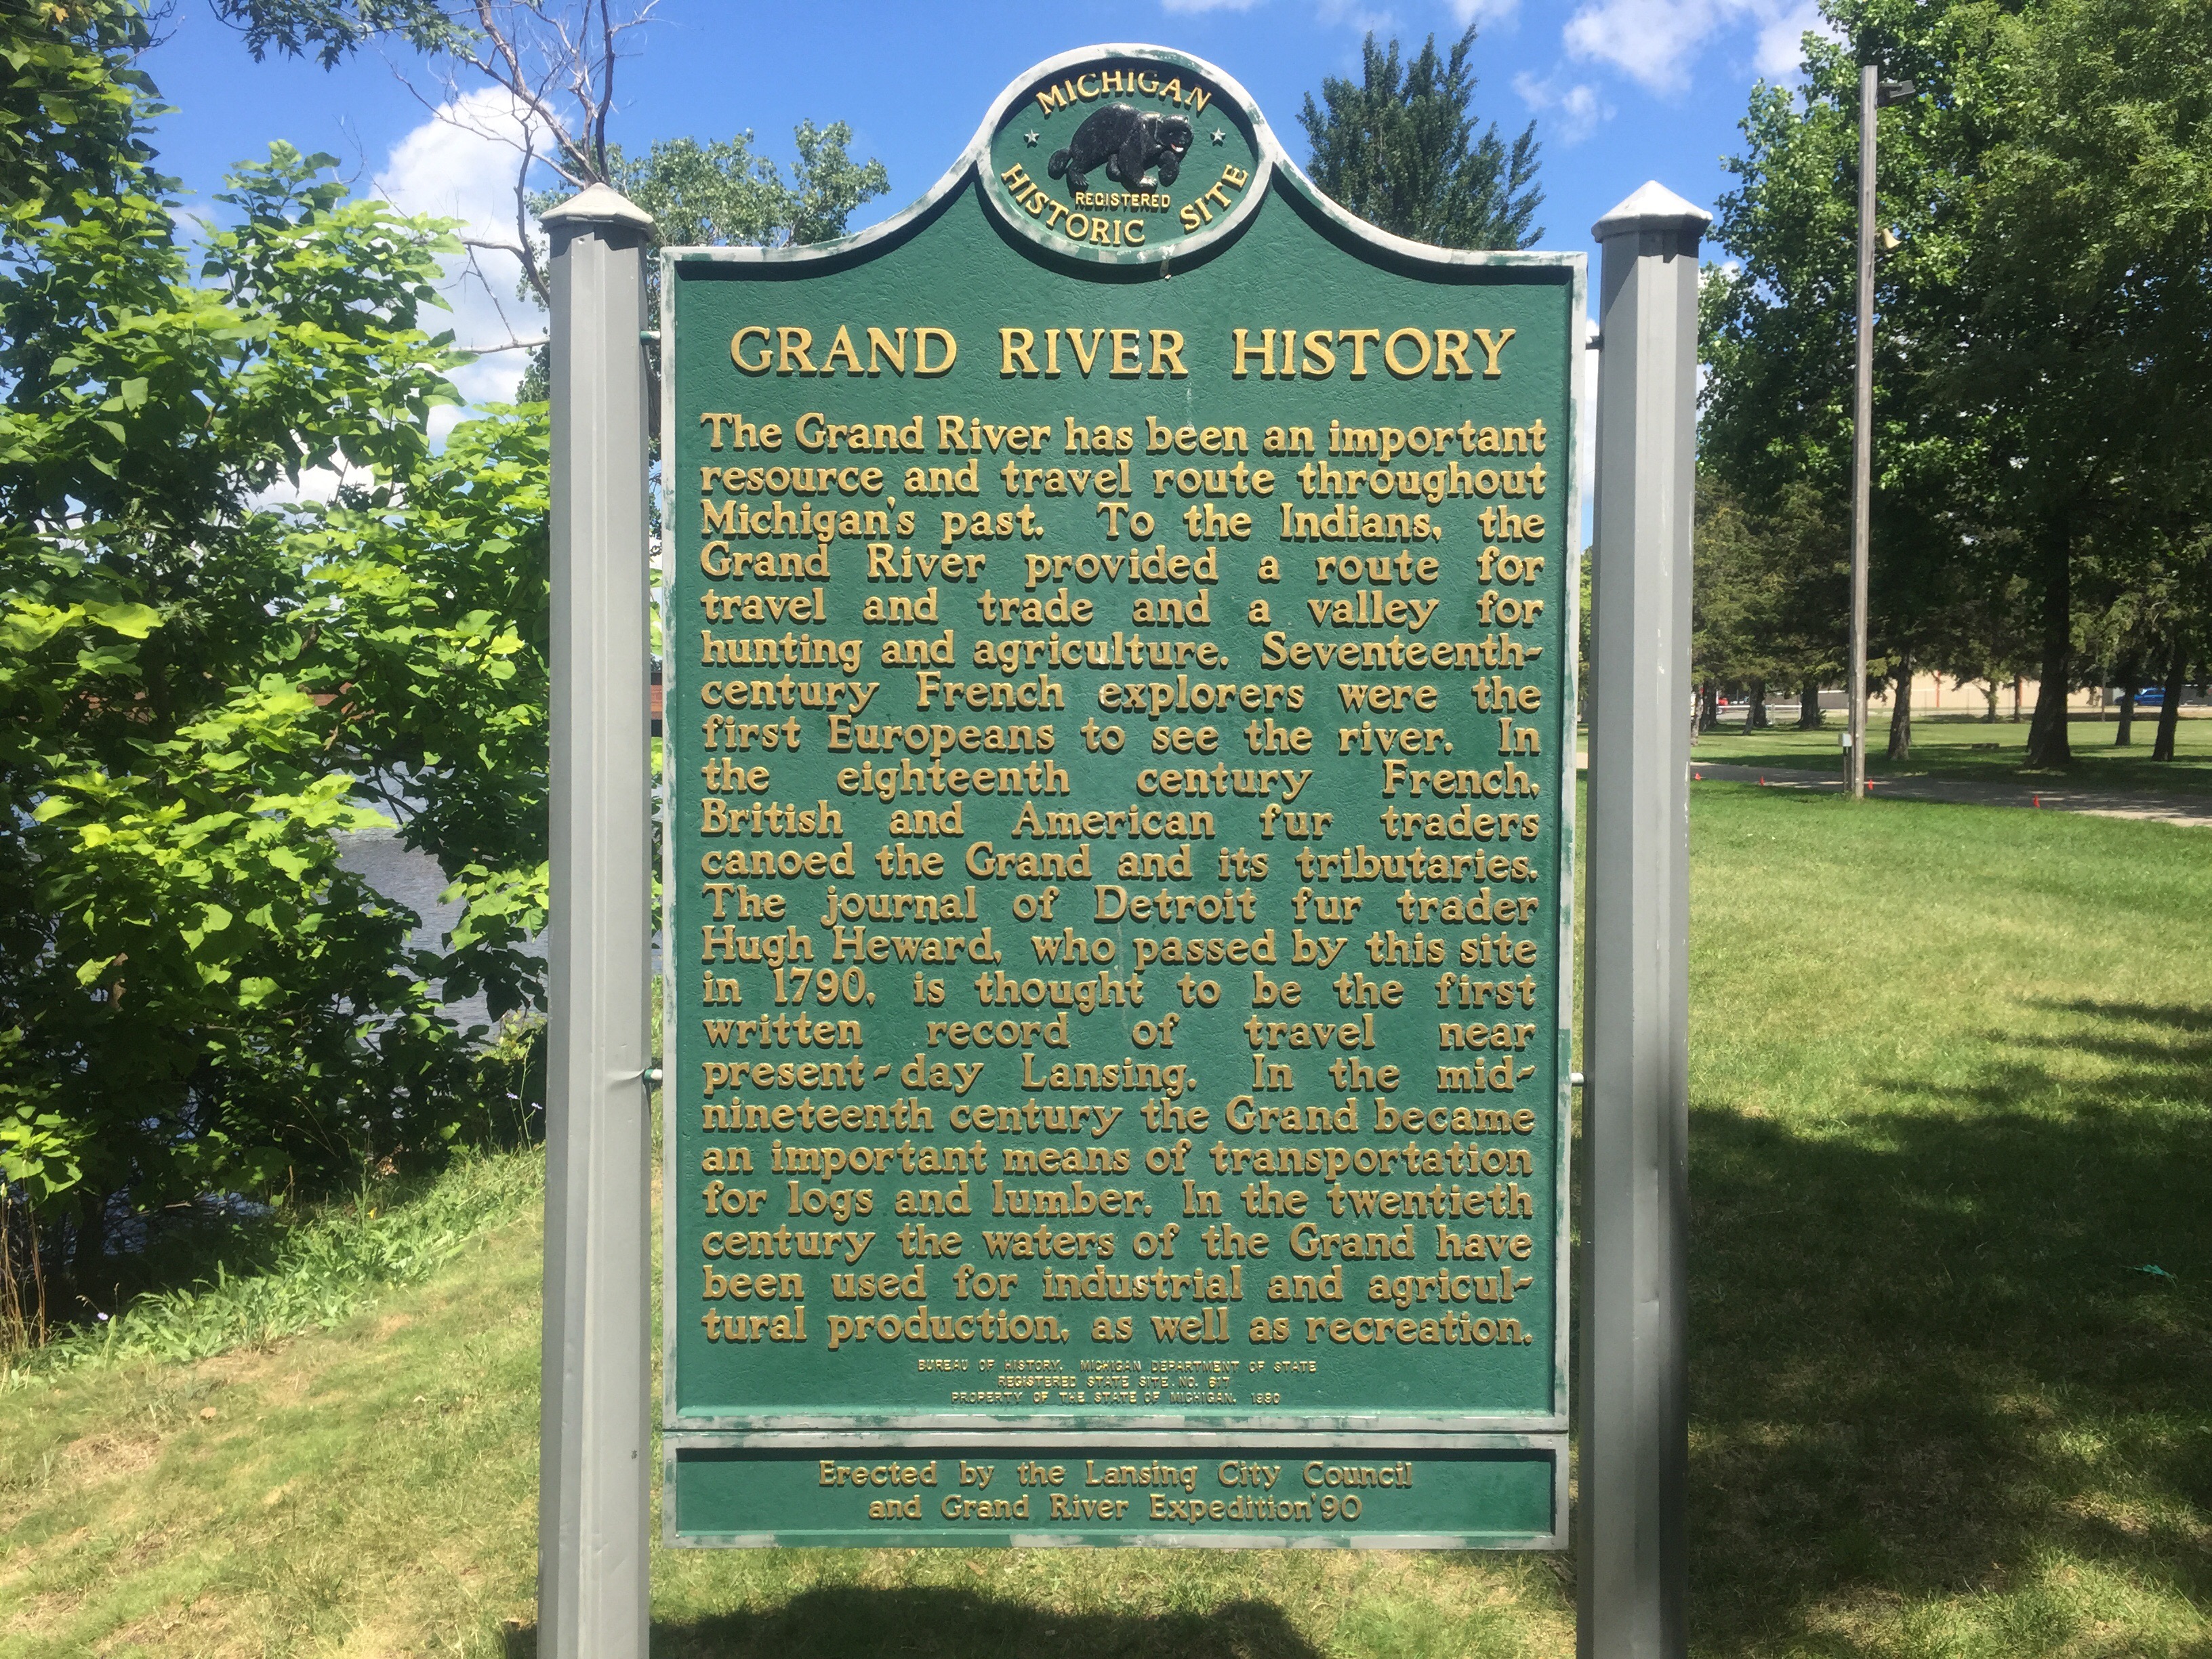 MICHIGAN
REGISTERED
HISTORIC SITE
GRAND RIVER HISTORY
The Grand River has been an important
resource and travel route throughout
Michigan's past. To the Indians, the
Grand River provided a route for
travel and trade and a valley for
hunting and agriculture. Seventeenth-
century French explorers were the
first Europeans to see the river. In
the eighteenth century French,
British and American fur traders
canoed the Grand and its tributaries.
The journal of Detroit fur trader
Hugh Heward, who passed by this site
in 1790, is thought to be the first
written record of travel near
present-day Lansing. In the mid-
nineteenth century the Grand became
an important means of transportation
for logs and lumber. In the twentieth
century the waters of the Grand have
been used for industrial and agricul-
tural production, as well as recreation.
BUREAU OF HISTORY, MICHIGAN DEPARTMENT OF STATE
REGISTERED STATE SITE NO. 617
PROPERTY OF THE STATE OF MICHIGAN, 1990
Erected by the Lansing City Council
and Grand River Expedition '90